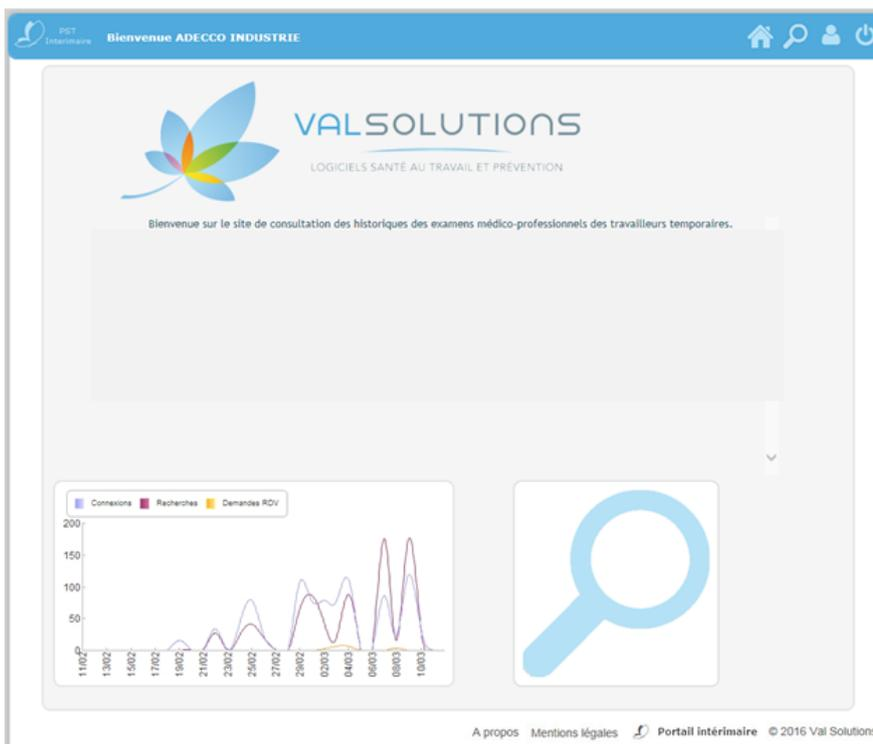 PST
Interimaire
Bienvenue ADECCO INDUSTRIE
VALSOLUTIONS
LOGICIELS SANTÉ AU TRAVAIL ET PRÉVENTION
Bienvenue sur le site de consultation des historiques des examens médico-professionnels des travailleurs temporaires.
Connexions Recherches Demandes RDV
200
150
100
50
0
11/02 13/02 15/02 17/02 19/02 21/02 23/02 25/02 27/02 29/02 02/03 04/03 06/03 08/03 10/03
A propos Mentions légales Portail intérimaire © 2016 Val Solutions